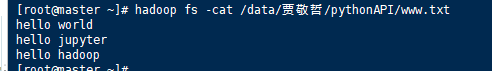 [root@master ~]# hadoop fs -cat /data/贾敬哲/pythonAPI/www.txt
hello world
hello jupyter
hello hadoop
[root@master ~]#